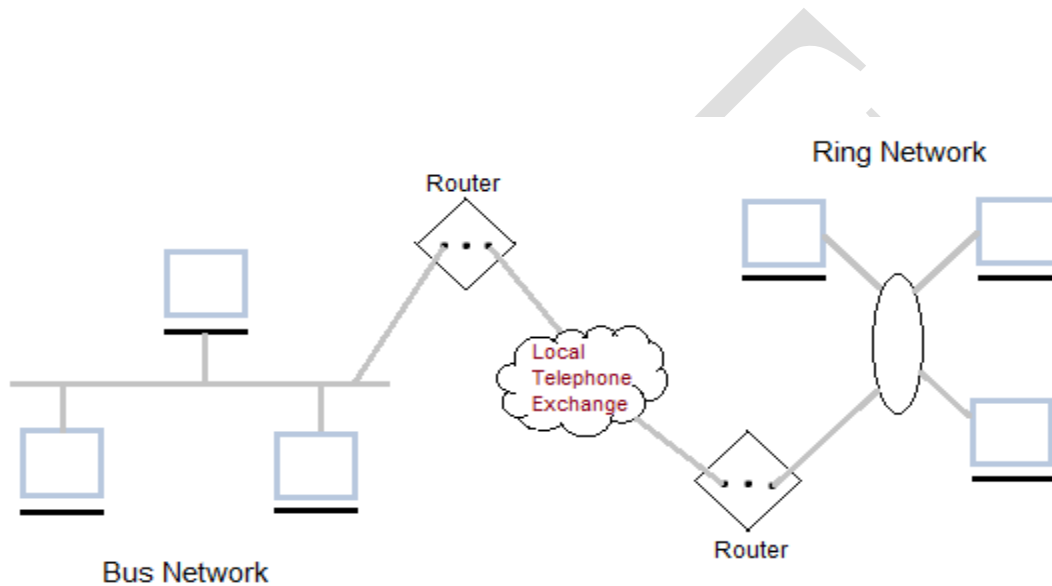 Ring Network
Router
Local
Telephone
Exchange
Router
Bus Network